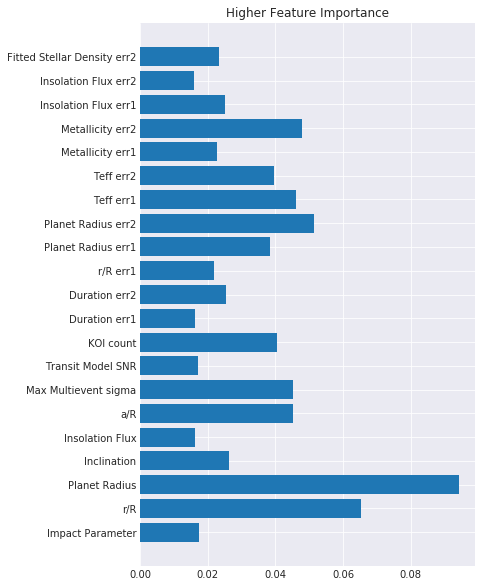 Higher Feature Importance
Fitted Stellar Density err2
Insolation Flux err2
Insolation Flux err1
Metallicity err2
Metallicity err1
Teff err2
Teff err1
Planet Radius err2
Planet Radius err1
r/R err1
Duration err2
Duration err1
KOI count
Transit Model SNR
Max Multievent sigma
a/R
Insolation Flux
Inclination
Planet Radius
r/R
Impact Parameter
0.00 0.02 0.04 0.06 0.08